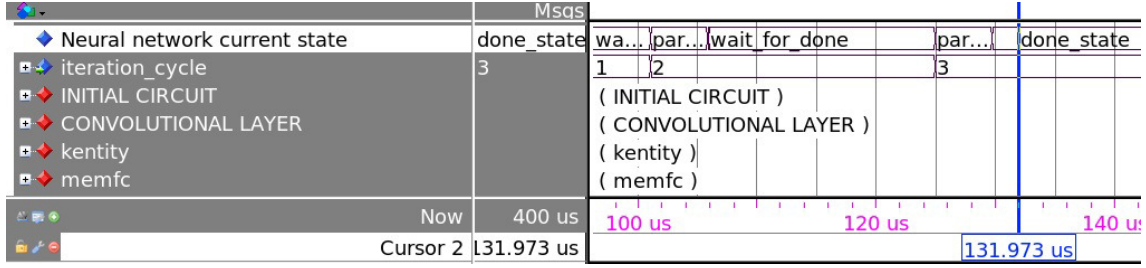 Msgs
Neural network current state done_state wa... par... wait_for_done par... done_state
iteration_cycle 3 1 2 3
INITIAL CIRCUIT ( INITIAL CIRCUIT )
CONVOLUTIONAL LAYER ( CONVOLUTIONAL LAYER )
kentity ( kentity )
memfc ( memfc )
Now 400 us 100 us 120 us 140 us
Cursor 2 131.973 us 131.973 us